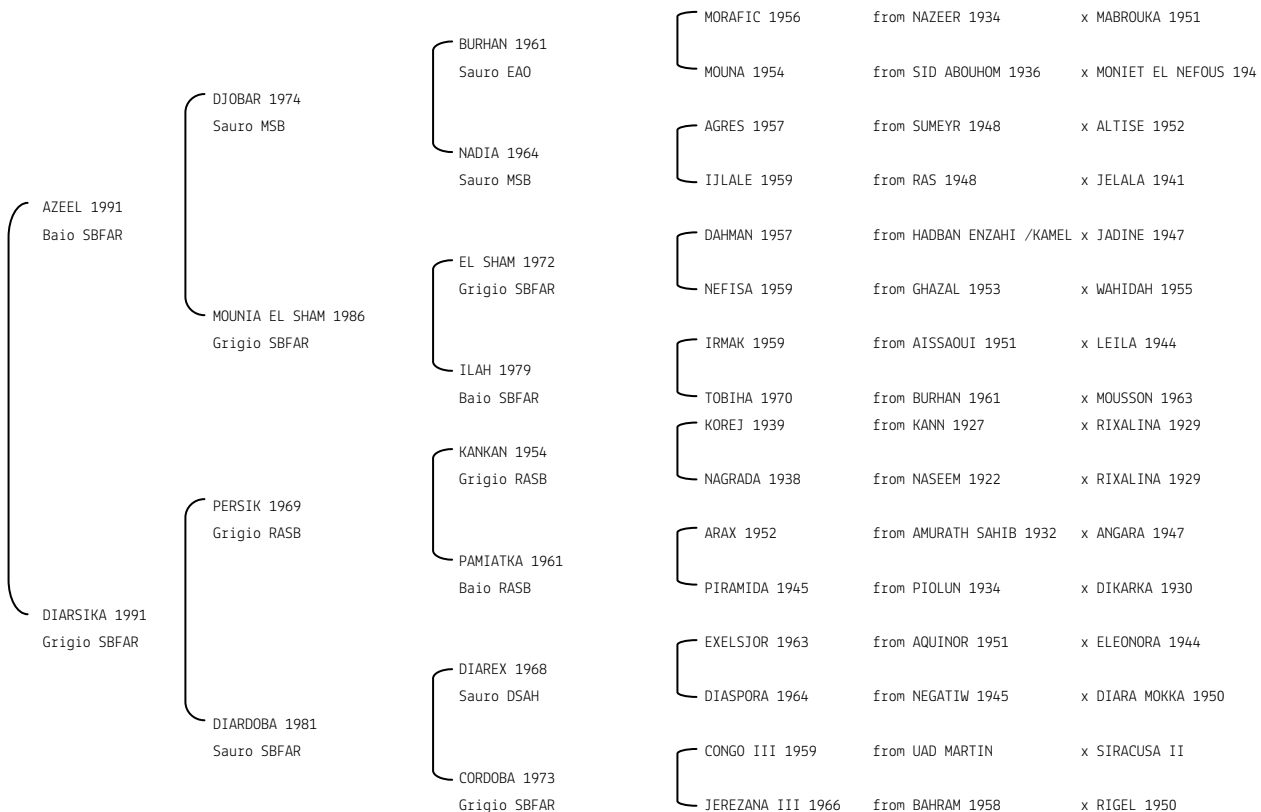 MORAFIC 1956 from NAZEER 1934 x MABROUKA 1951
BURHAN 1961
Sauro EAO
MOUNA 1954 from SID ABOUHOM 1936 x MONIET EL NEFOUS 194
DJOBAR 1974
Sauro MSB
AGRES 1957 from SUMEYR 1948 x ALTISE 1952
NADIA 1964
Sauro MSB
IJLALE 1959 from RAS 1948 x JELALA 1941
AZEEL 1991
Baio SBFAR
DAHMAN 1957 from HADBAN ENZAHI /KAMEL x JADINE 1947
EL SHAM 1972
Grigio SBFAR
NEFISA 1959 from GHAZAL 1953 x WAHIDAH 1955
MOUNIA EL SHAM 1986
Grigio SBFAR
IRMAK 1959 from AISSAOUI 1951 x LEILA 1944
ILAH 1979
Baio SBFAR
TOBIHA 1970 from BURHAN 1961 x MOUSSON 1963
KOREJ 1939 from KANN 1927 x RIXALINA 1929
KANKAN 1954
Grigio RASB
NAGRADA 1938 from NASEEM 1922 x RIXALINA 1929
PERSIK 1969
Grigio RASB
ARAX 1952 from AMURATH SAHIB 1932 x ANGARA 1947
PAMIATKA 1961
Baio RASB
PIRAMIDA 1945 from PIOLUN 1934 x DIKARKA 1930
DIARSIKA 1991
Grigio SBFAR
EXELSJOR 1963 from AQUINOR 1951 x ELEONORA 1944
DIAREX 1968
Sauro DSAH
DIASPORA 1964 from NEGATIW 1945 x DIARA MOKKA 1950
DIARDOBA 1981
Sauro SBFAR
CONGO III 1959 from UAD MARTIN x SIRACUSA II
CORDOBA 1973
Grigio SBFAR
JEREZANA III 1966 from BAHRAM 1958 x RIGEL 1950